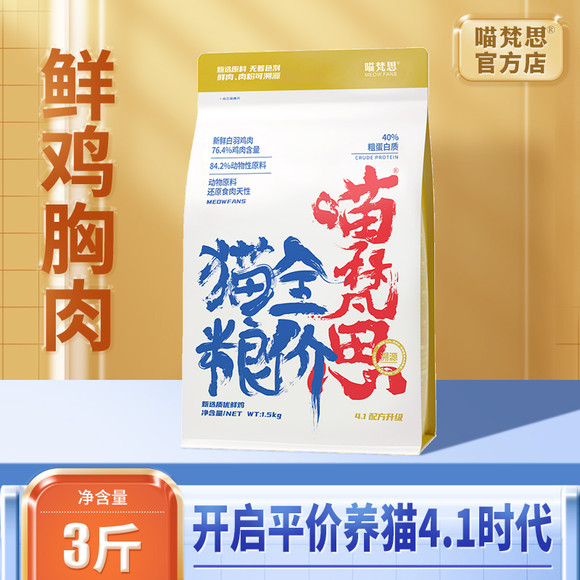 喵梵思®
官方店
鲜鸡胸肉
甄选原料 无着色剂
鲜肉,肉粉可溯源
喵梵思®
MEOW FANS
新鲜白羽鸡肉
76.4%鸡肉含量
84.2%动物性原料
动物原料
还原食肉天性
MEOWFANS
40%
粗蛋白质
CRUDE PROTEIN
喵梵思®
全价
猫粮
溯源
甄选质优鲜鸡
净含量/NET WT:1.5kg
4.1 配方升级
净含量
3斤
开启平价养猫4.1时代